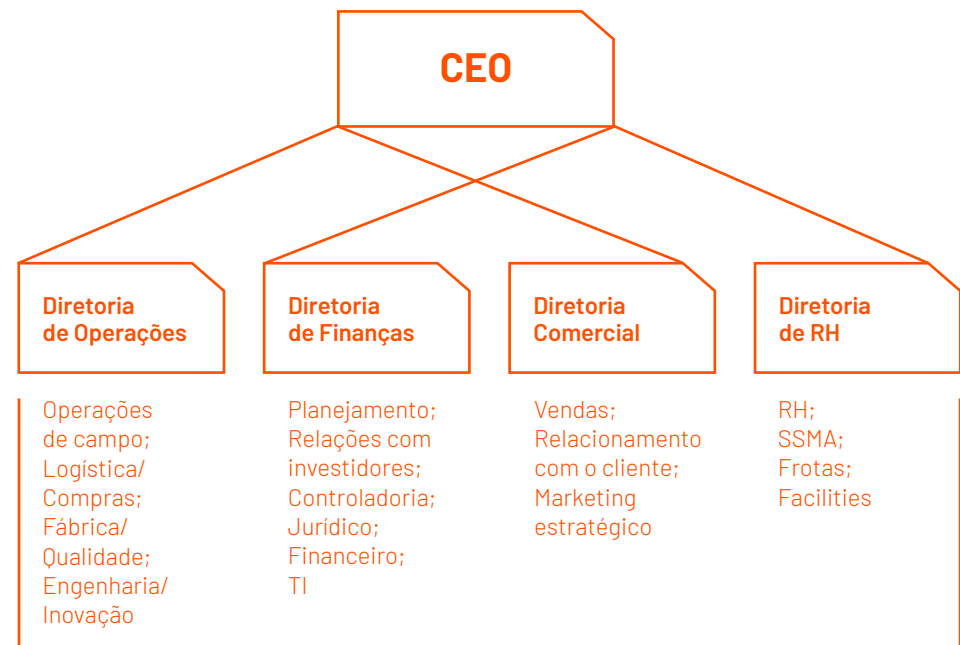 CEO
Diretoria
de Operações
Operações
de campo;
Logística/
Compras;
Fábrica/
Qualidade;
Engenharia/
Inovação
Diretoria
de Finanças
Planejamento;
Relações com
investidores;
Controladoria;
Jurídico;
Financeiro;
TI
Diretoria
Comercial
Vendas;
Relacionamento
com o cliente;
Marketing
estratégico
Diretoria
de RH
RH;
SSMA;
Frotas;
Facilities